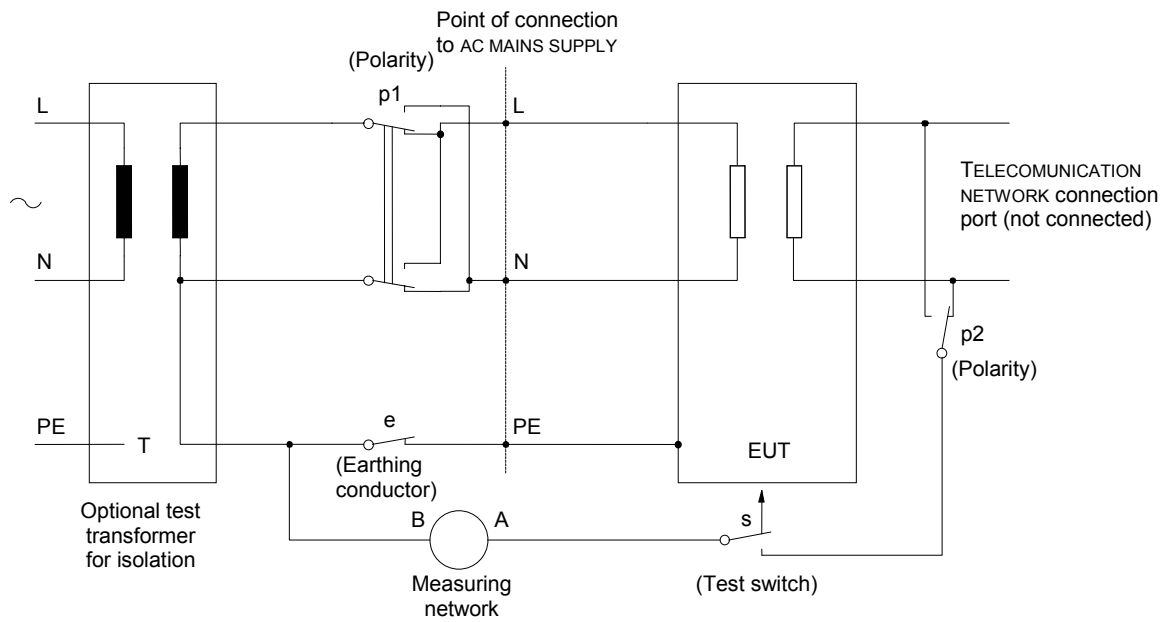 Point of connection
to AC MAINS SUPPLY
(Polarity)
p1
L
L
TELECOMUNICATION
NETWORK connection
port (not connected)
N
N
p2
(Polarity)
PE
T
e
PE
EUT
(Earthing
conductor)
Optional test
transformer
for isolation
B
A
s
Measuring
network
(Test switch)